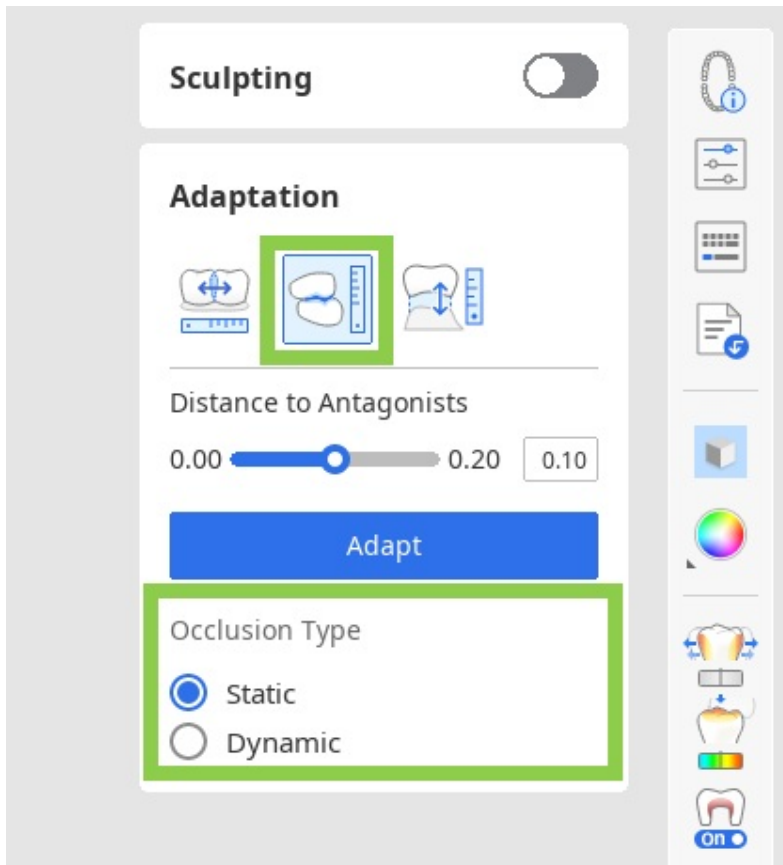 Sculpting
Adaptation
Distance to Antagonists
0.00 0.20 0.10
Adapt
Occlusion Type
Static
Dynamic
On